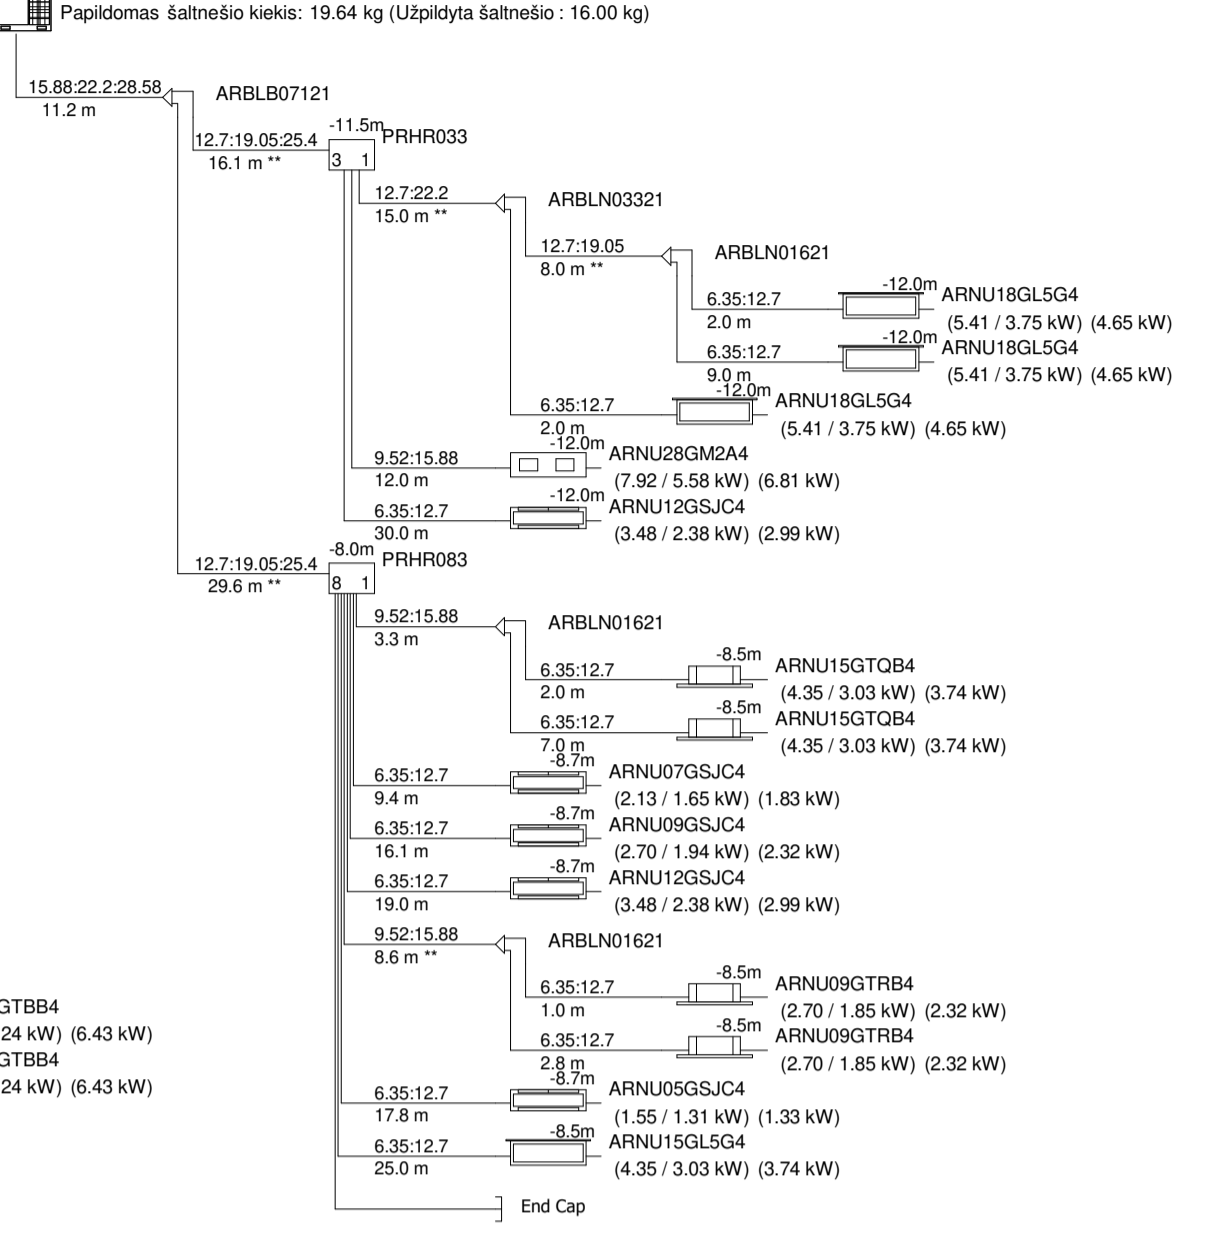 Papildomas šaltnešio kiekis: 19.64 kg (Užpildyta šaltnešio : 16.00 kg)
15.88:22.2:28.58
11.2 m
ARBLB07121
12.7:19.05:25.4
16.1 m **
-11.5m
PRHR033
3 1
12.7:22.2
15.0 m **
ARBLN03321
12.7:19.05
8.0 m **
ARBLN01621
6.35:12.7
2.0 m
-12.0m
ARNU18GL5G4
(5.41 / 3.75 kW) (4.65 kW)
6.35:12.7
9.0 m
-12.0m
ARNU18GL5G4
(5.41 / 3.75 kW) (4.65 kW)
6.35:12.7
2.0 m
-12.0m
ARNU18GL5G4
(5.41 / 3.75 kW) (4.65 kW)
9.52:15.88
12.0 m
-12.0m
ARNU28GM2A4
(7.92 / 5.58 kW) (6.81 kW)
6.35:12.7
30.0 m
-12.0m
ARNU12GSJC4
(3.48 / 2.38 kW) (2.99 kW)
12.7:19.05:25.4
29.6 m **
-8.0m
PRHR083
8 1
9.52:15.88
3.3 m
ARBLN01621
6.35:12.7
2.0 m
-8.5m
ARNU15GTQB4
(4.35 / 3.03 kW) (3.74 kW)
6.35:12.7
7.0 m
-8.5m
ARNU15GTQB4
(4.35 / 3.03 kW) (3.74 kW)
6.35:12.7
9.4 m
-8.7m
ARNU07GSJC4
(2.13 / 1.65 kW) (1.83 kW)
6.35:12.7
16.1 m
-8.7m
ARNU09GSJC4
(2.70 / 1.94 kW) (2.32 kW)
6.35:12.7
19.0 m
-8.7m
ARNU12GSJC4
(3.48 / 2.38 kW) (2.99 kW)
9.52:15.88
8.6 m **
ARBLN01621
6.35:12.7
1.0 m
-8.5m
ARNU09GTRB4
(2.70 / 1.85 kW) (2.32 kW)
6.35:12.7
2.8 m
-8.5m
ARNU09GTRB4
(2.70 / 1.85 kW) (2.32 kW)
6.35:12.7
17.8 m
-8.7m
ARNU05GSJC4
(1.55 / 1.31 kW) (1.33 kW)
6.35:12.7
25.0 m
-8.5m
ARNU15GL5G4
(4.35 / 3.03 kW) (3.74 kW)
End Cap
GTBB4
24 kW) (6.43 kW)
GTBB4
24 kW) (6.43 kW)